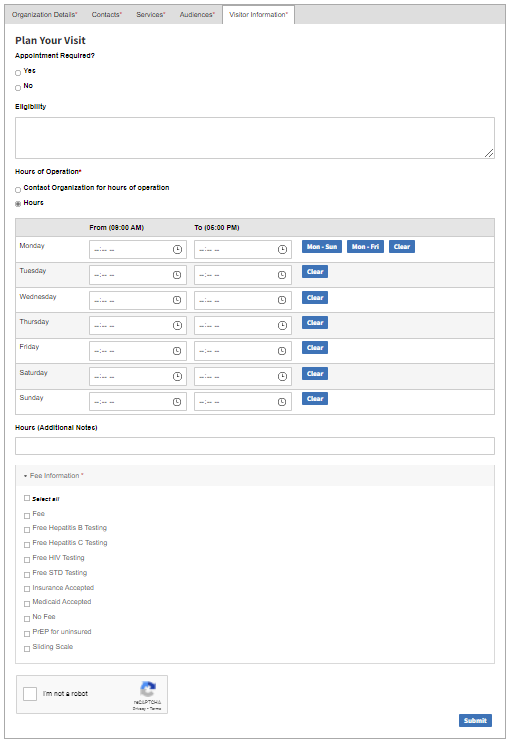 Organization Details* Contacts* Services* Audiences* Visitor Information*
Plan Your Visit
Appointment Required?
Yes
No
Eligibility
Hours of Operation*
Contact Organization for hours of operation
Hours
From (09:00 AM) To (06:00 PM)
Monday --:-- -- --:-- -- Mon - Sun Mon - Fri Clear
Tuesday --:-- -- --:-- -- Clear
Wednesday --:-- -- --:-- -- Clear
Thursday --:-- -- --:-- -- Clear
Friday --:-- -- --:-- -- Clear
Saturday --:-- -- --:-- -- Clear
Sunday --:-- -- --:-- -- Clear
Hours (Additional Notes)
Fee Information *
Select all
Fee
Free Hepatitis B Testing
Free Hepatitis C Testing
Free HIV Testing
Free STD Testing
Insurance Accepted
Medicaid Accepted
No Fee
PrEP for uninsured
Sliding Scale
I'm not a robot
reCAPTCHA
Privacy - Terms
Submit